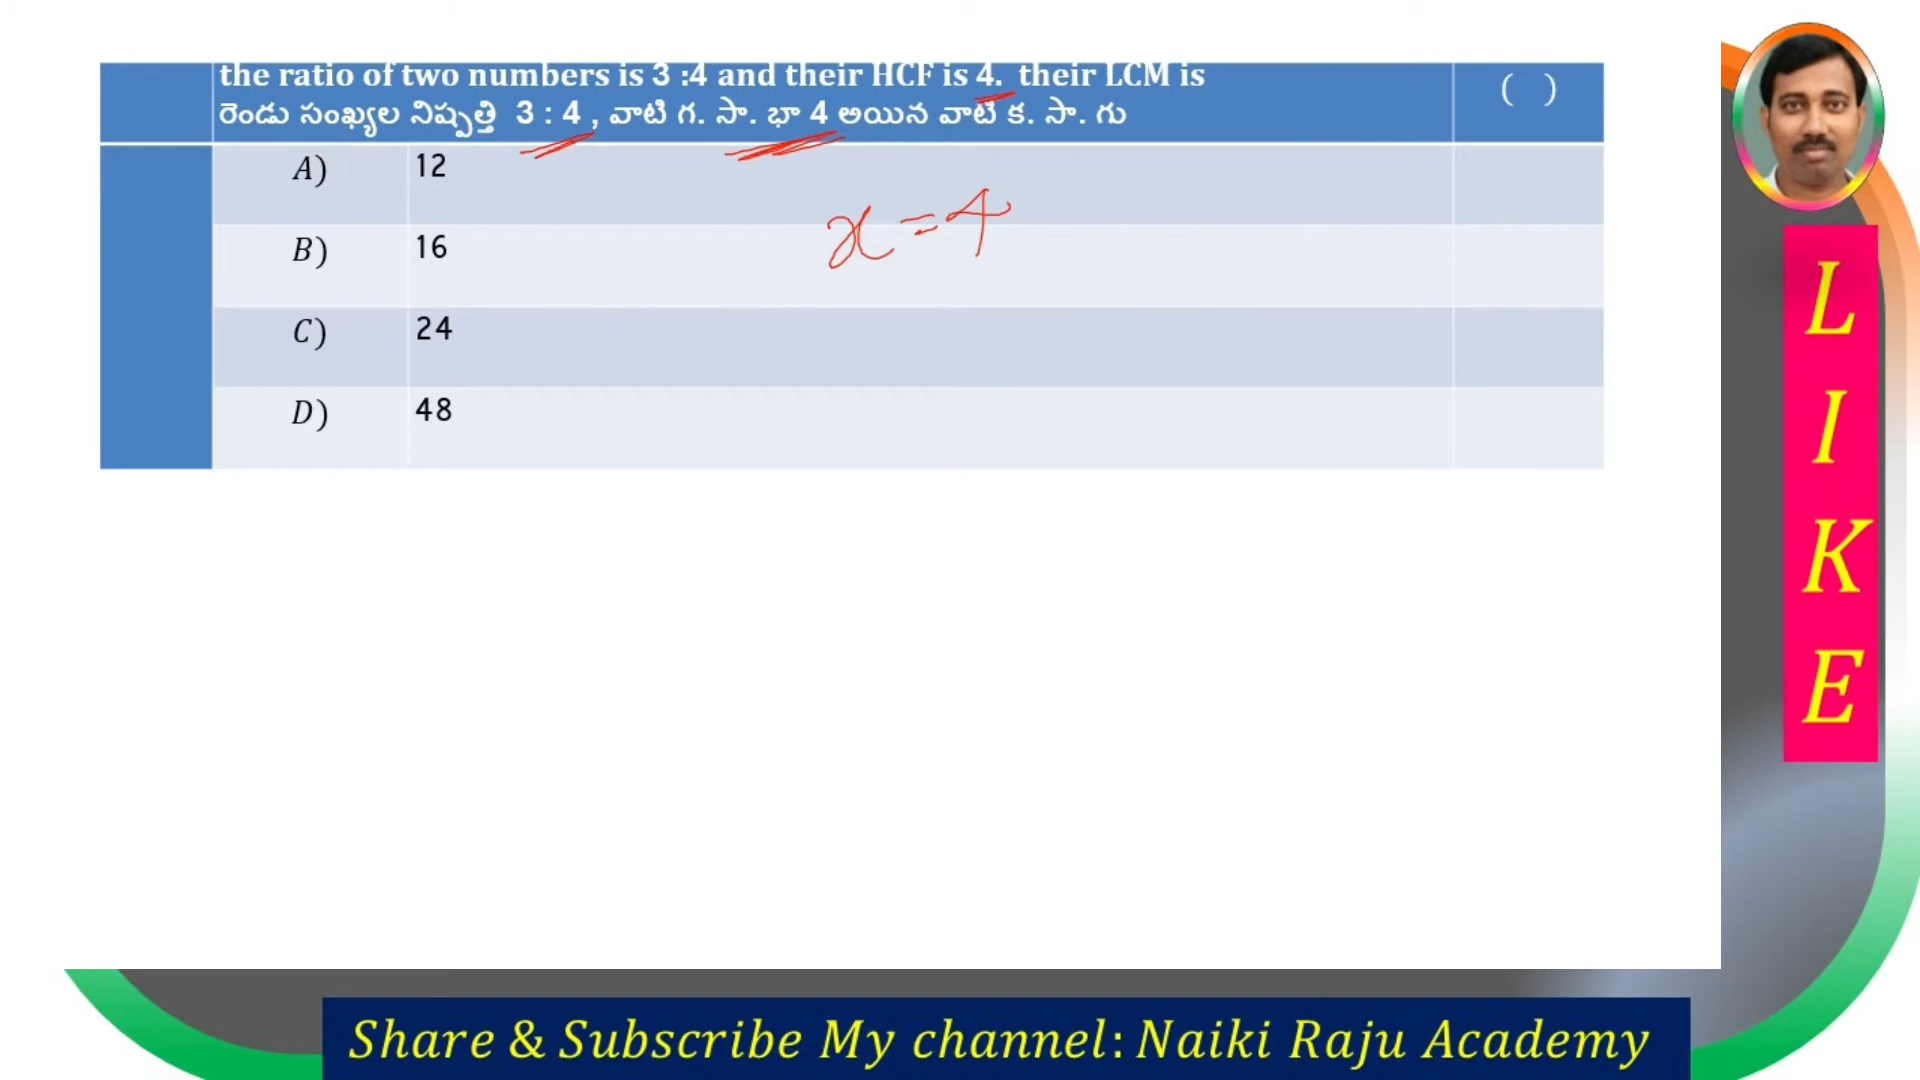 the ratio of two numbers is 3 :4 and their HCF is 4. their LCM is
( )
రెండు సంఖ్యల నిష్పత్తి 3 : 4 , వాటి గ. సా. భా 4 అయిన వాటి క. సా. గు
A) 12
x = 4
B) 16
C) 24
D) 48
L
I
K
E
Share & Subscribe My channel: Naiki Raju Academy